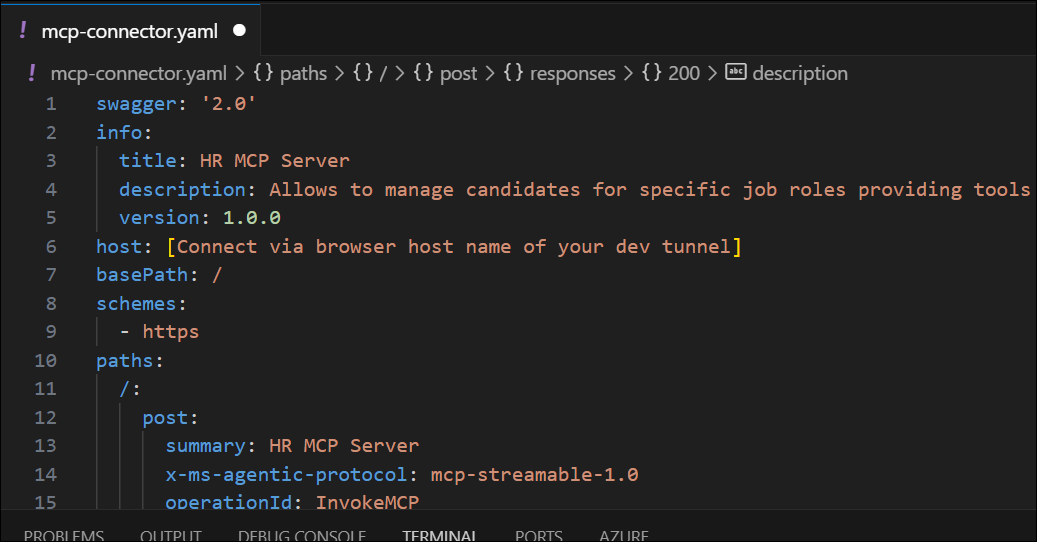 ! mcp-connector.yaml ●
! mcp-connector.yaml > {} paths > {} / > {} post > {} responses > {} 200 > abc description
1 swagger: '2.0'
2 info:
3 title: HR MCP Server
4 description: Allows to manage candidates for specific job roles providing tools
5 version: 1.0.0
6 host: [Connect via browser host name of your dev tunnel]
7 basePath: /
8 schemes:
9 - https
10 paths:
11 /:
12 post:
13 summary: HR MCP Server
14 x-ms-agentic-protocol: mcp-streamable-1.0
15 operationId: InvokeMCP
PROBLEMS OUTPUT DEBUG CONSOLE TERMINAL PORTS AZURE